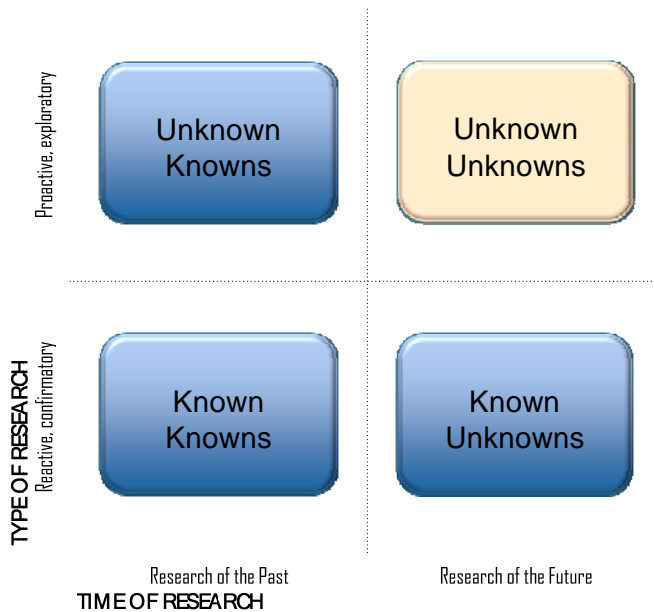 Proactive, exploratory
Unknown
Knowns
Unknown
Unknowns
TYPE OF RESEARCH
Reactive, confirmatory
Known
Knowns
Known
Unknowns
Research of the Past
Research of the Future
TIME OF RESEARCH